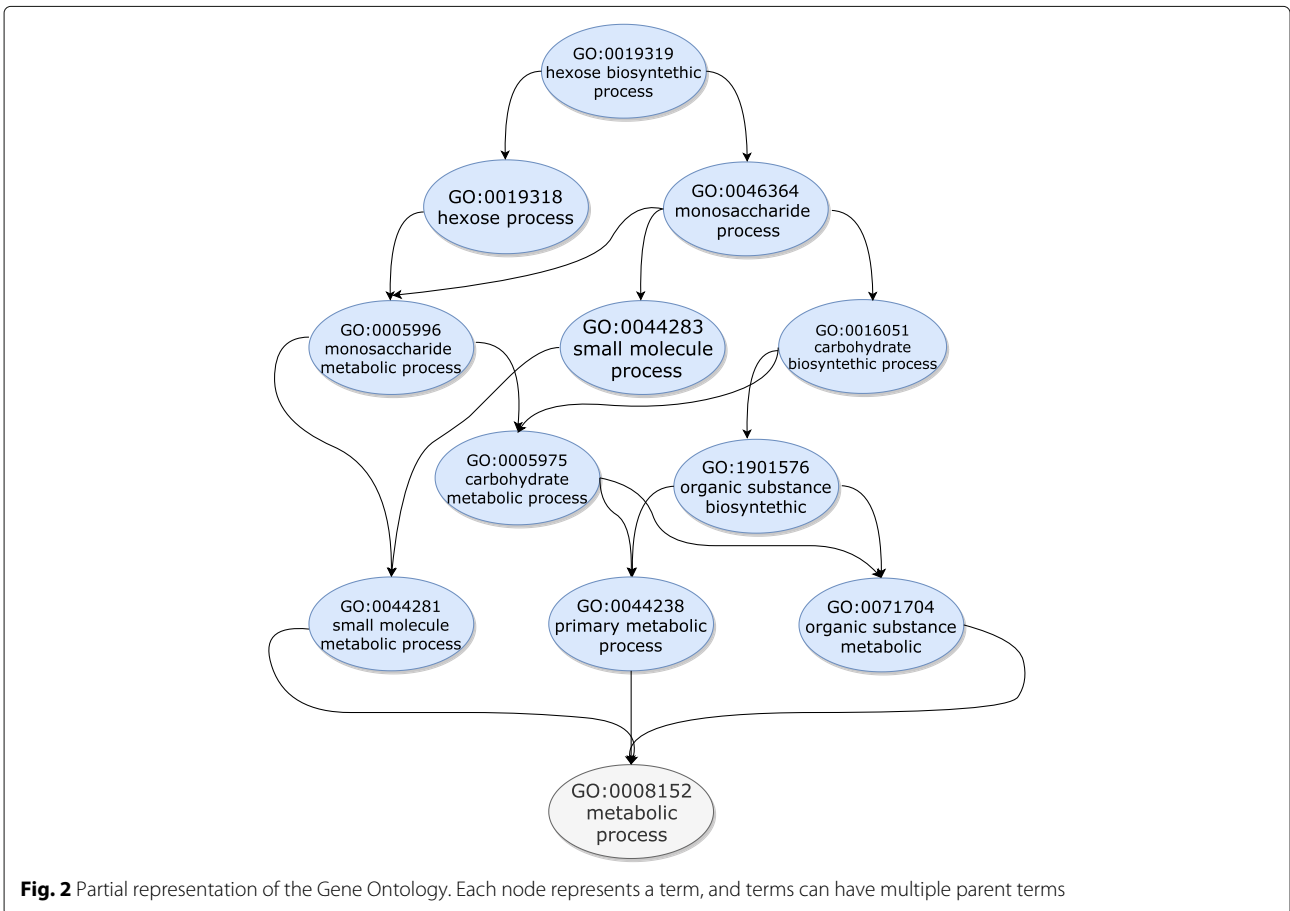 GO:0019319
hexose biosyntethic
process
GO:0019318
hexose process
GO:0046364
monosaccharide
process
GO:0005996
monosaccharide
metabolic process
GO:0044283
small molecule
process
GO:0016051
carbohydrate
biosyntethic process
GO:0005975
carbohydrate
metabolic process
GO:1901576
organic substance
biosyntethic
GO:0044281
small molecule
metabolic process
GO:0044238
primary metabolic
process
GO:0071704
organic substance
metabolic
GO:0008152
metabolic
process
Fig. 2 Partial representation of the Gene Ontology. Each node represents a term, and terms can have multiple parent terms